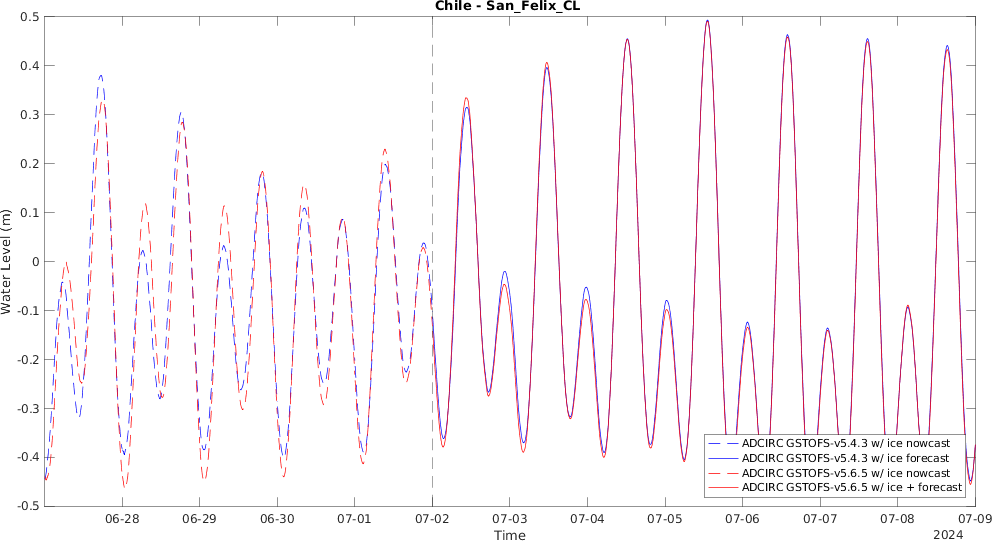 Chile - San_Felix_CL
Water Level (m)
0.5
0.4
0.3
0.2
0.1
0
-0.1
-0.2
-0.3
-0.4
-0.5
ADCIRC GSTOFS-v5.4.3 w/ ice nowcast
ADCIRC GSTOFS-v5.4.3 w/ ice forecast
ADCIRC GSTOFS-v5.6.5 w/ ice nowcast
ADCIRC GSTOFS-v5.6.5 w/ ice + forecast
06-28 06-29 06-30 07-01 07-02 07-03 07-04 07-05 07-06 07-07 07-08 07-09
Time
2024